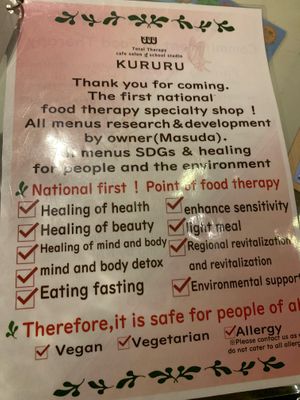 Total Therapy
cafe salon & school studio
KURURU
Thank you for coming.
The first national
food therapy specialty shop !
All menus research&development
by owner(Masuda).
menus SDGs & healing
for people and the environment
National first ! Point of food therapy
Healing of health
enhance sensitivity
Healing of beauty
light meal
Healing of mind and body
Regional revitalization
and revitalization
mind and body detox
Eating fasting
Environmental support
Therefore,it is safe for people of
Vegan
Vegetarian
Allergy
※Please contact us as
do not cater to all